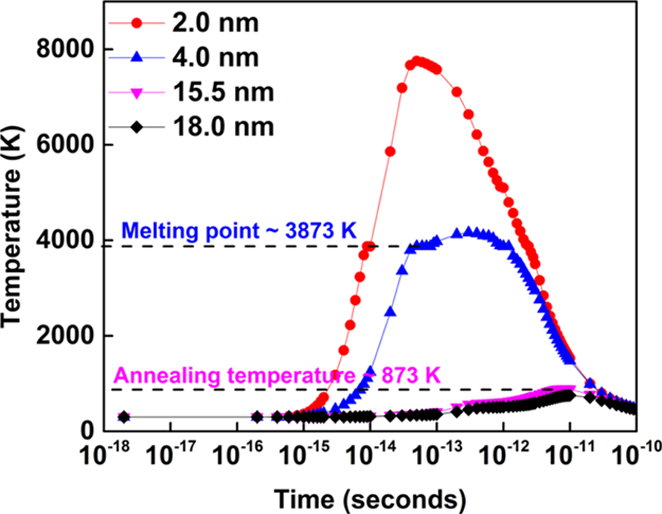 2.0 nm
4.0 nm
15.5 nm
18.0 nm
Temperature (K)
8000
6000
4000
2000
0
Melting point ~ 3873 K
Annealing temperature ~ 873 K
10-18 10-17 10-16 10-15 10-14 10-13 10-12 10-11 10-10
Time (seconds)